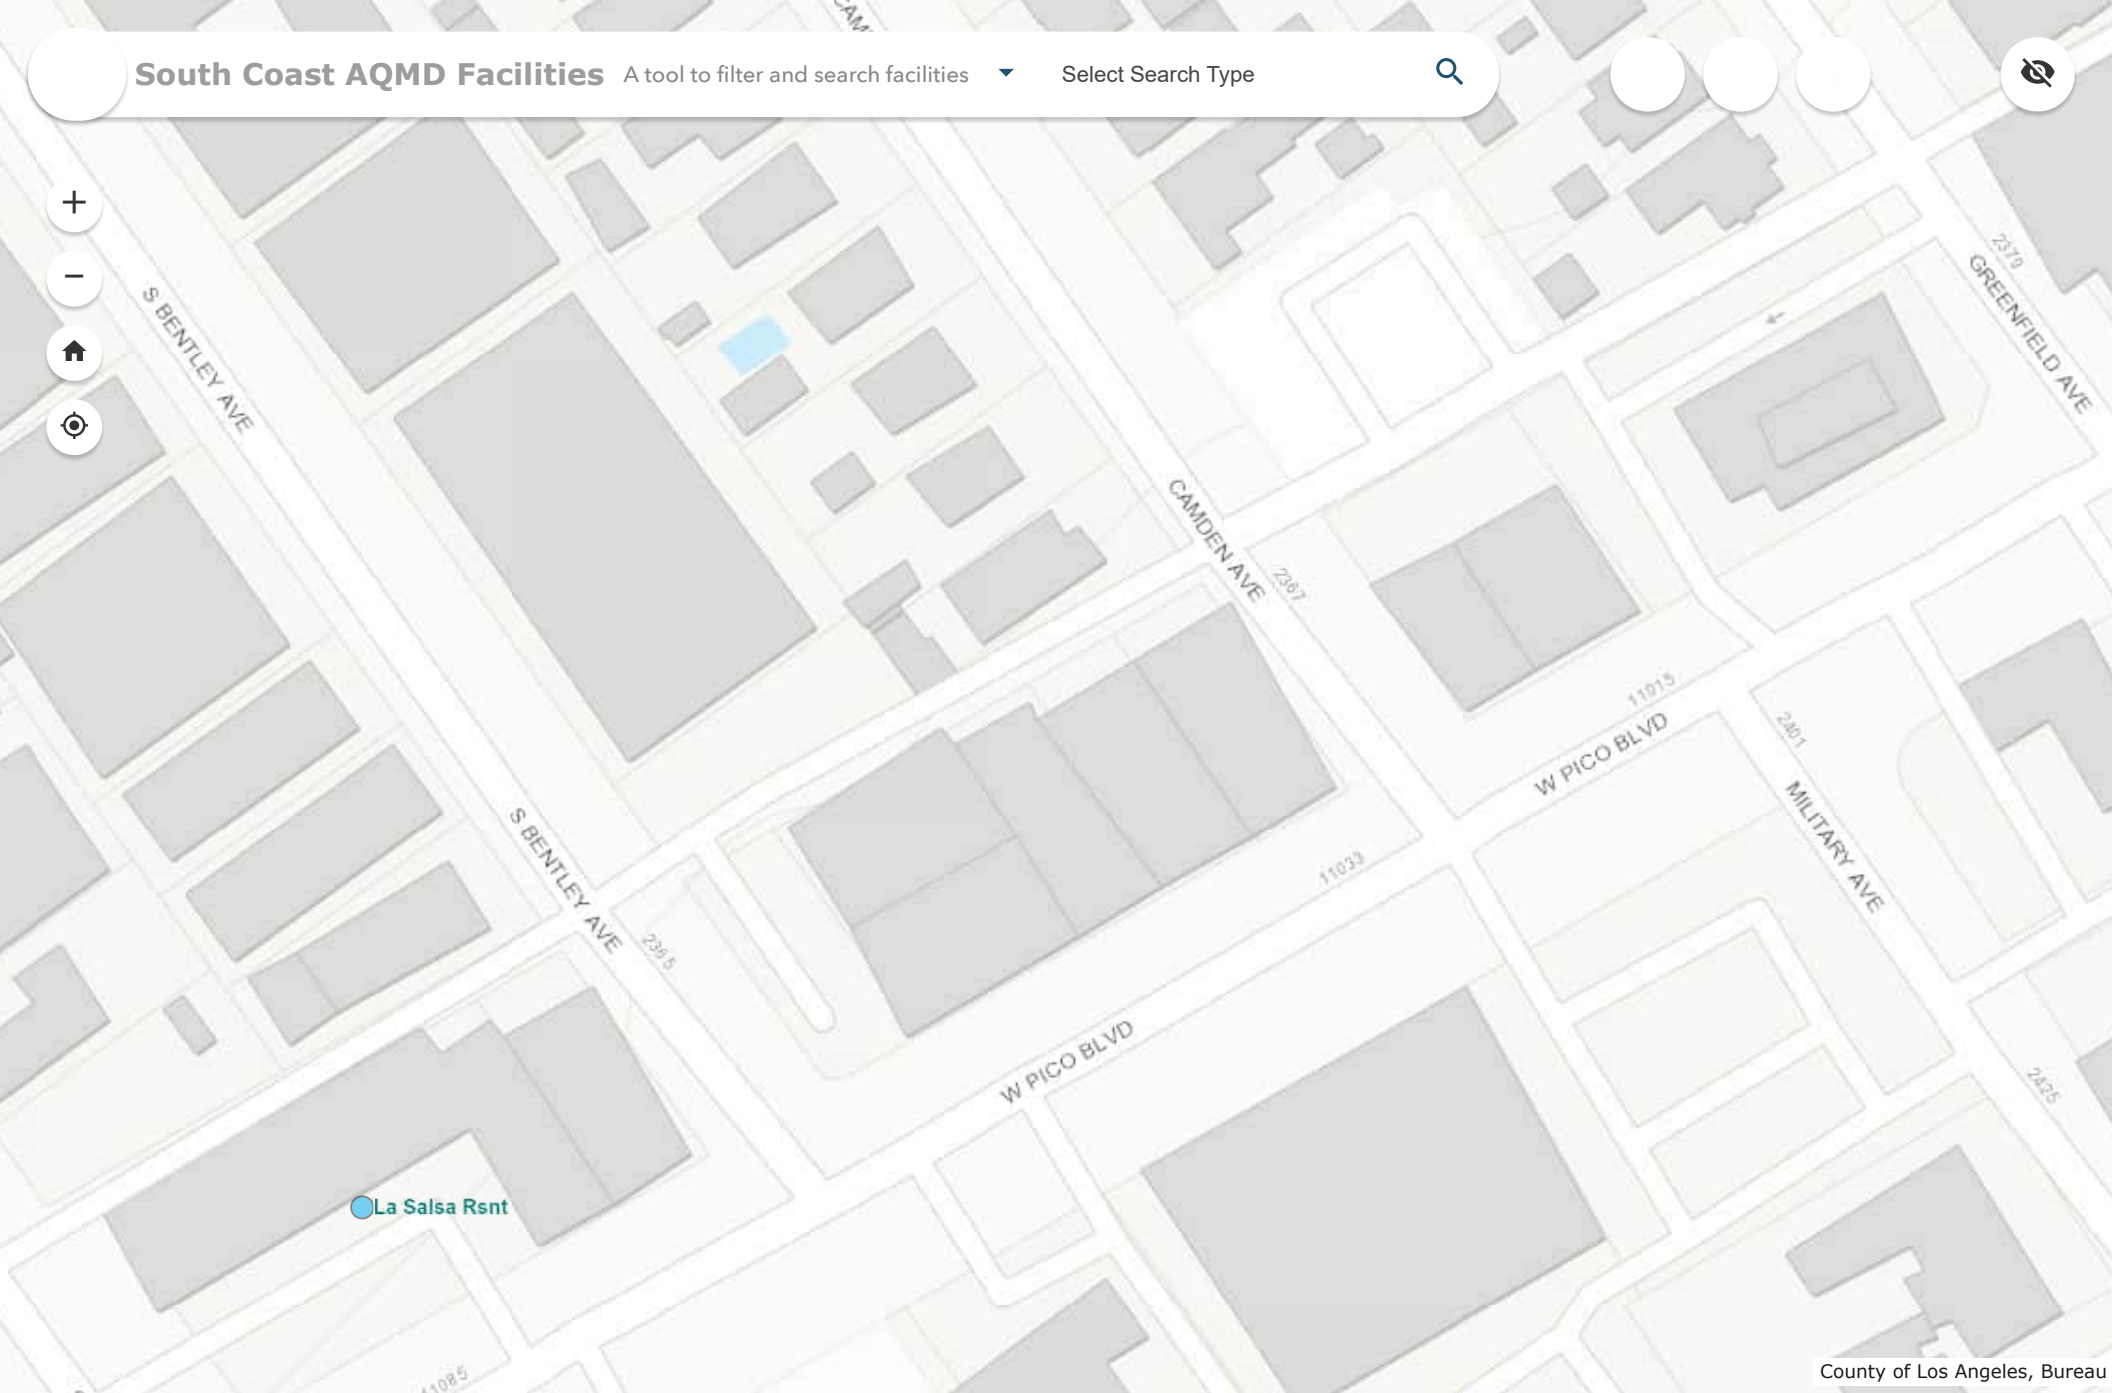 CAM
South Coast AQMD Facilities
A tool to filter and search facilities
Select Search Type
2379
GREENFIELD AVE
S BENTLEY AVE
CAMDEN AVE
2367
11015
W PICO BLVD
2401
MILITARY AVE
S BENTLEY AVE
2365
11033
W PICO BLVD
2425
La Salsa Rsnt
11085
County of Los Angeles, Bureau